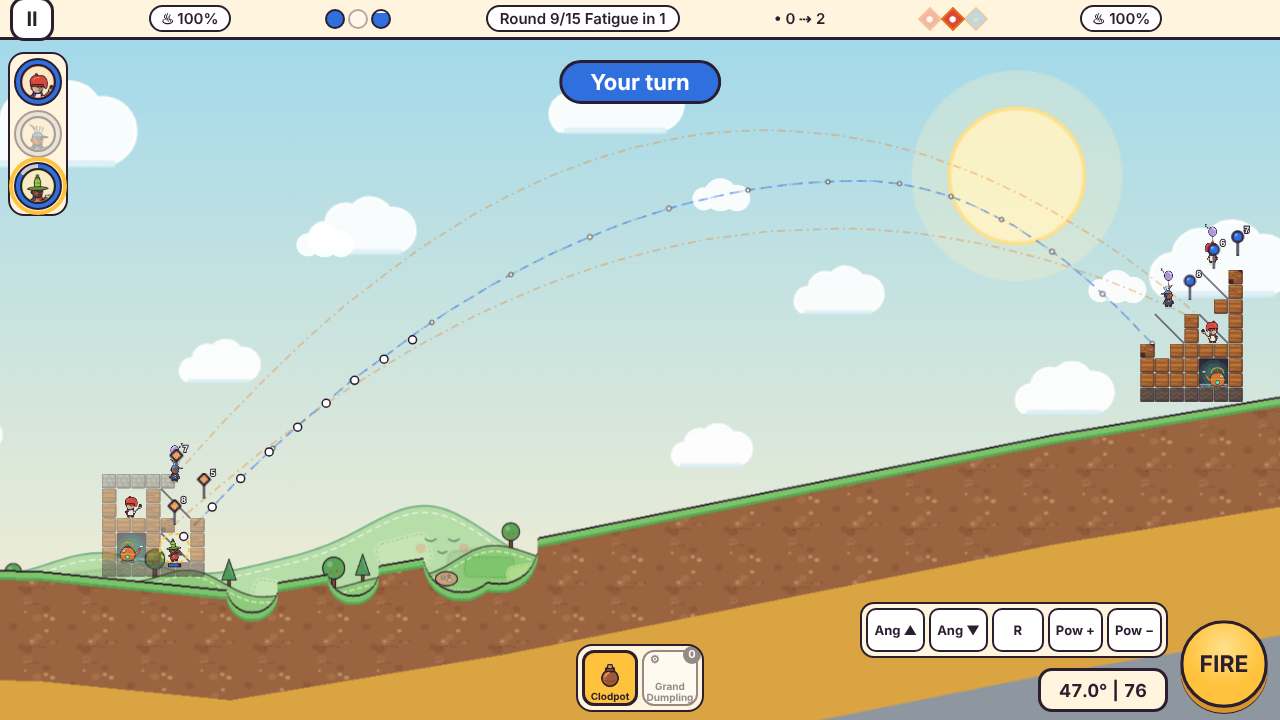 100%
Round 9/15 Fatigue in 1
• 0 ⇢ 2
100%
Your turn
7
6
8
7
5
8
Ang ▲
Ang ▼
R
Pow +
Pow −
FIRE
47.0° | 76
Clodpot
0
Grand
Dumpling